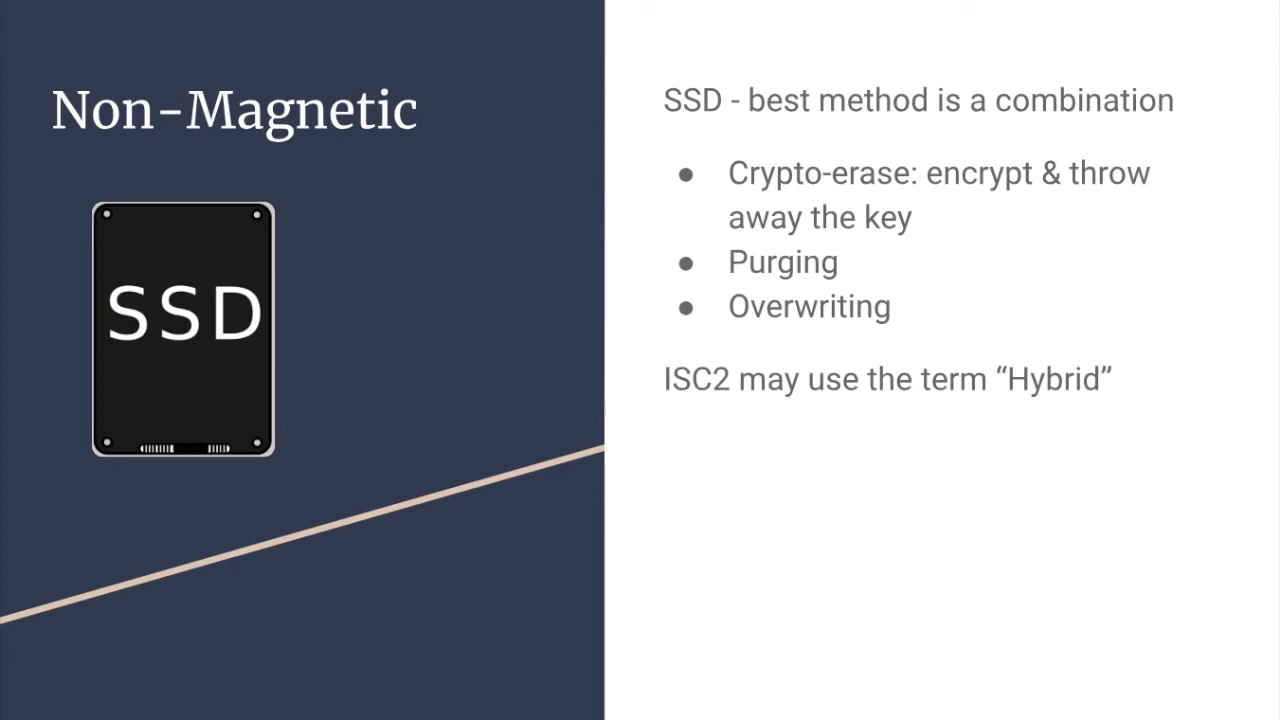 Non-Magnetic
SSD
SSD - best method is a combination
● Crypto-erase: encrypt & throw
away the key
● Purging
● Overwriting
ISC2 may use the term “Hybrid”